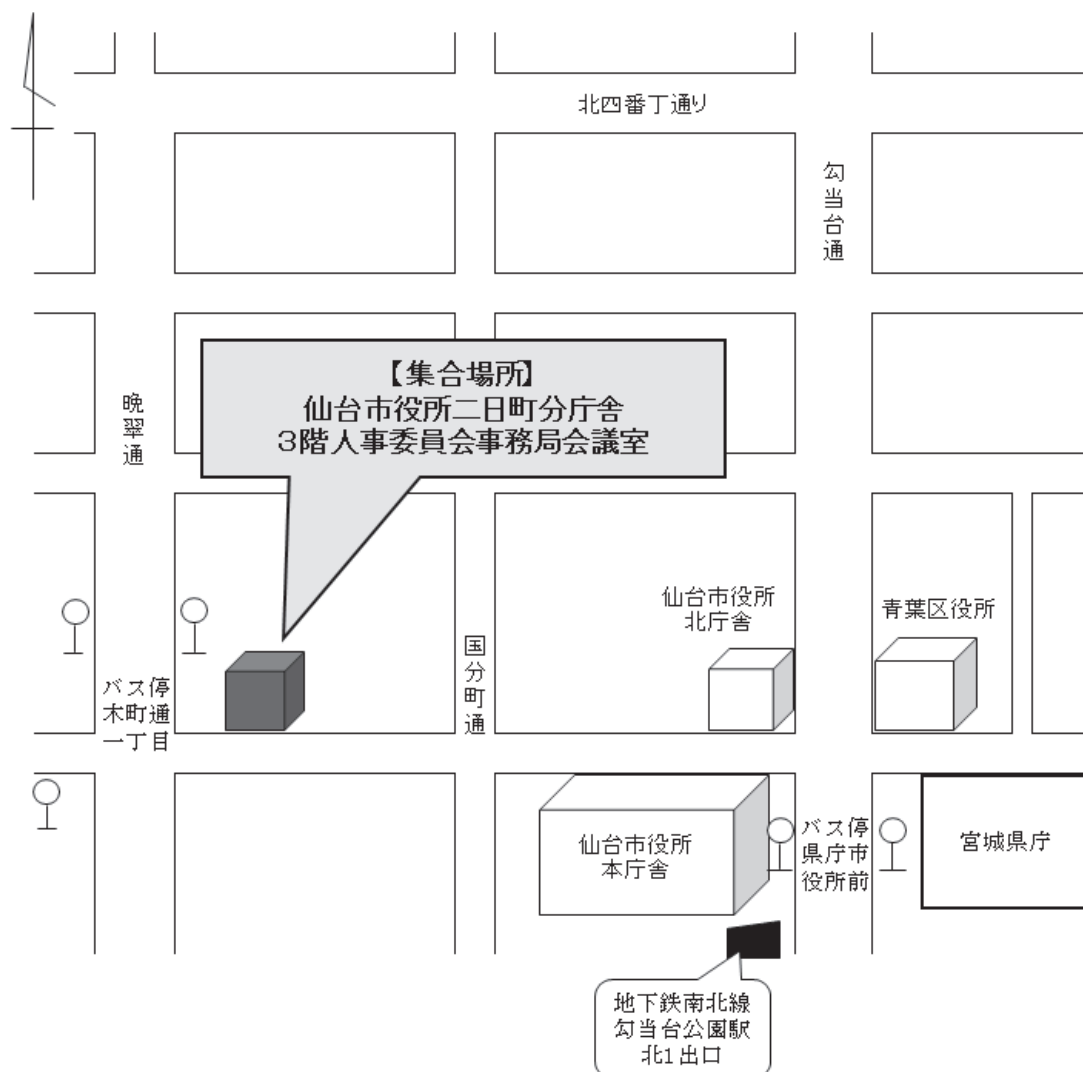 北四番丁通り
勾当台通
【集合場所】
仙台市役所二日町分庁舎
3階人事委員会事務局会議室
晩翠通
仙台市役所
北庁舎
青葉区役所
国分町通
バス停
木町通
一丁目
仙台市役所
本庁舎
バス停
県庁市
役所前
宮城県庁
地下鉄南北線
勾当台公園駅
北1出口